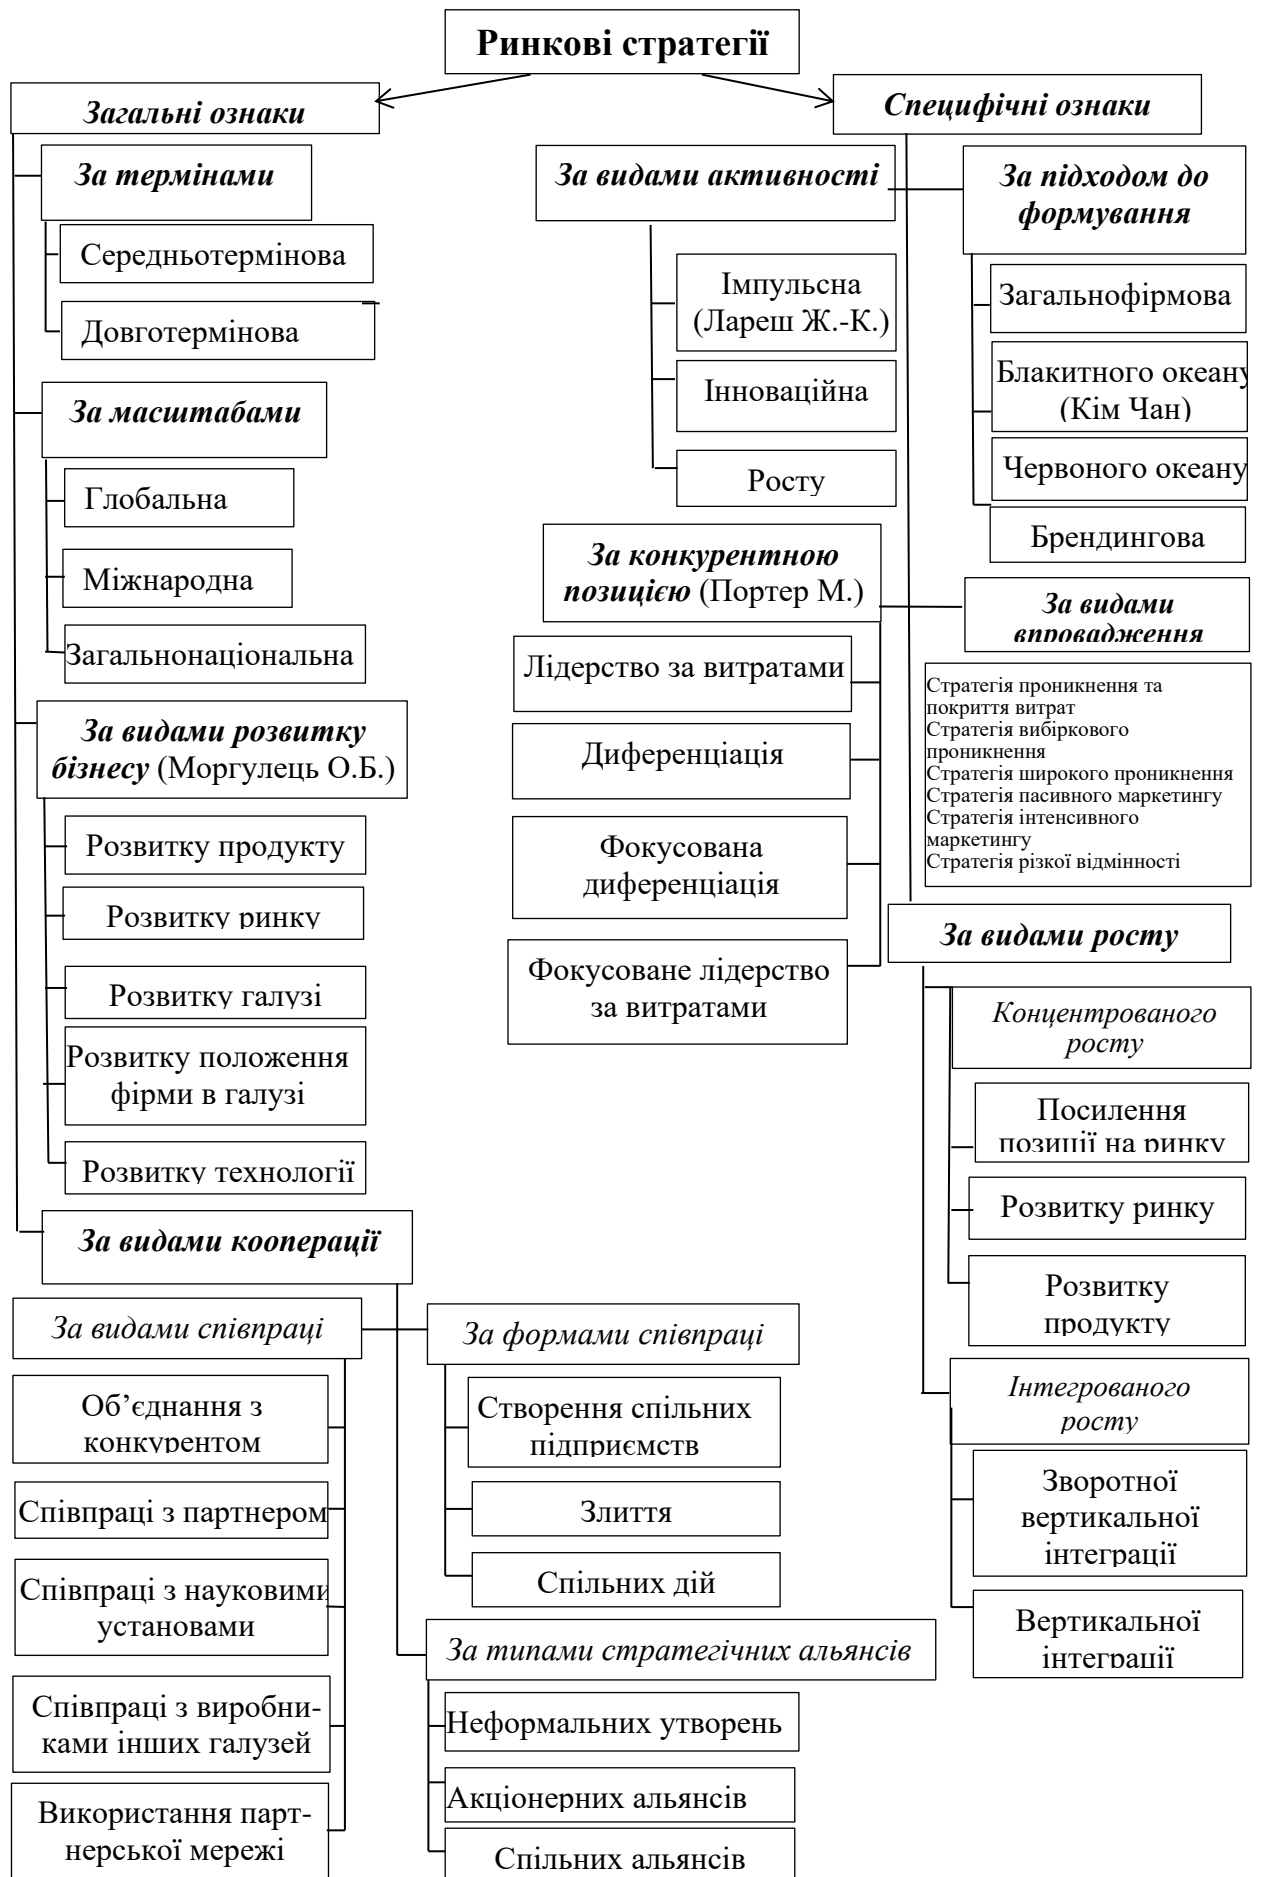 Ринкові стратегії
Загальні ознаки
За термінами
Середньотермінова
Довготермінова
За масштабами
Глобальна
Міжнародна
Загальнонаціональна
За видами розвитку
бізнесу (Моргулець О.Б.)
Розвитку продукту
Розвитку ринку
Розвитку галузі
Розвитку положення
фірми в галузі
Розвитку технології
За видами кооперації
За видами співпраці
Об’єднання з
конкурентом
Співпраці з партнером
Співпраці з науковими
установами
Співпраці з виробни-
ками інших галузей
Використання парт-
нерської мережі
За формами співпраці
Створення спільних
підприємств
Злиття
Спільних дій
За типами стратегічних альянсів
Неформальних утворень
Акціонерних альянсів
Спільних альянсів
Специфічні ознаки
За видами активності
Імпульсна
(Лареш Ж.-К.)
Інноваційна
Росту
За підходом до
формування
Загальнофірмова
Блакитного океану
(Кім Чан)
Червоного океану
Брендингова
За конкурентною
позицією (Портер М.)
Лідерство за витратами
Диференціація
Фокусована
диференціація
Фокусоване лідерство
за витратами
За видами
впровадження
Стратегія проникнення та
покриття витрат
Стратегія вибіркового
проникнення
Стратегія широкого проникнення
Стратегія пасивного маркетингу
Стратегія інтенсивного
маркетингу
Стратегія різкої відмінності
За видами росту
Концентрованого
росту
Посилення
позиції на ринку
Розвитку ринку
Розвитку
продукту
Інтегрованого
росту
Зворотної
вертикальної
інтеграції
Вертикальної
інтеграції